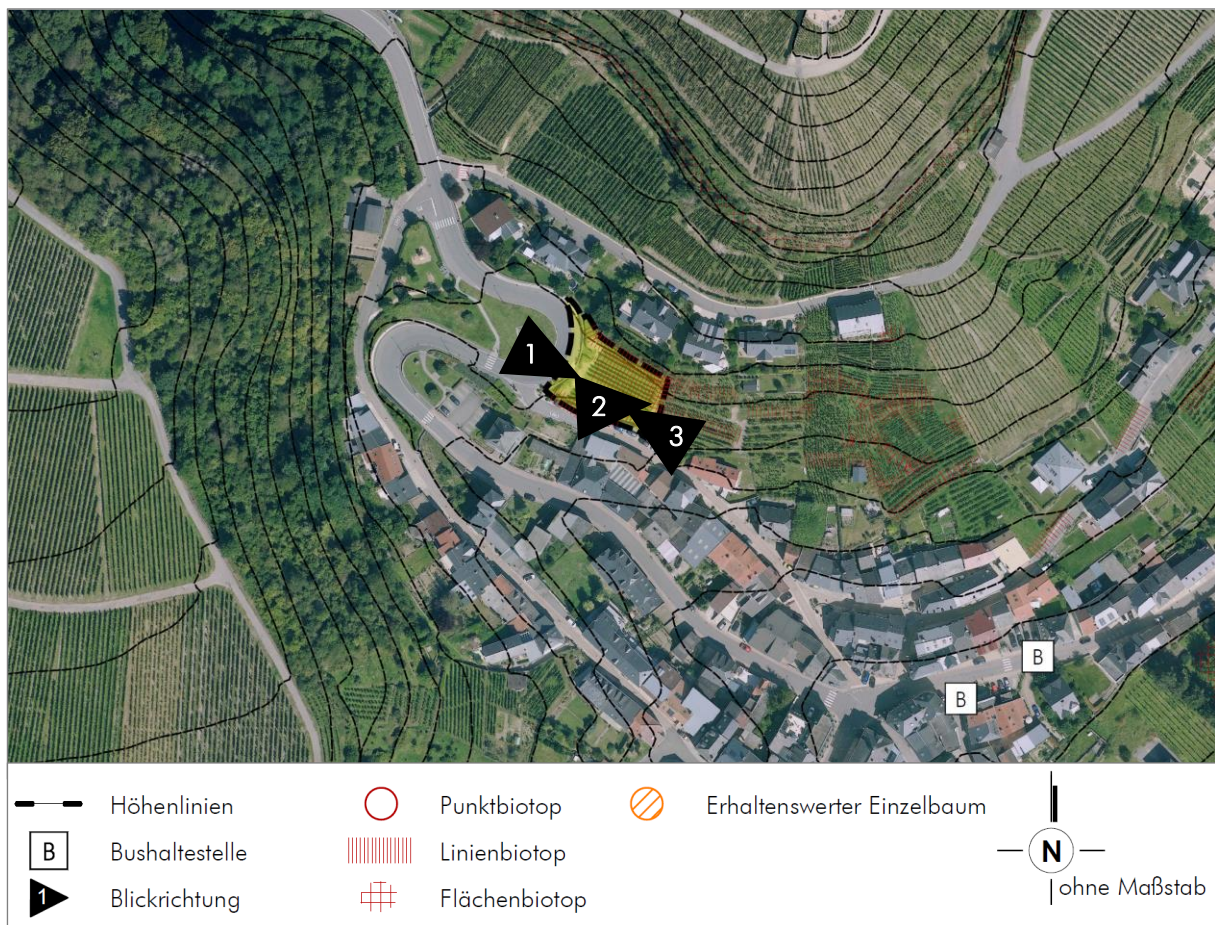 1
2
3
B
B
Höhenlinien
B Bushaltestelle
1 Blickrichtung
Punktbiotop
Linienbiotop
Flächenbiotop
Erhaltenswerter Einzelbaum
N
ohne Maßstab